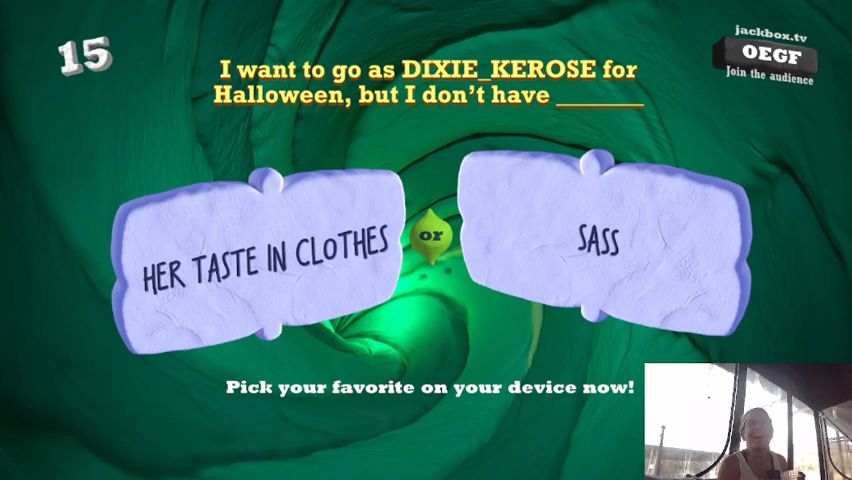 15
jackbox.tv
OEGF
Join the audience
I want to go as DIXIE_KEROSE for
Halloween, but I don't have ________
HER TASTE IN CLOTHES
or
SASS
Pick your favorite on your device now!